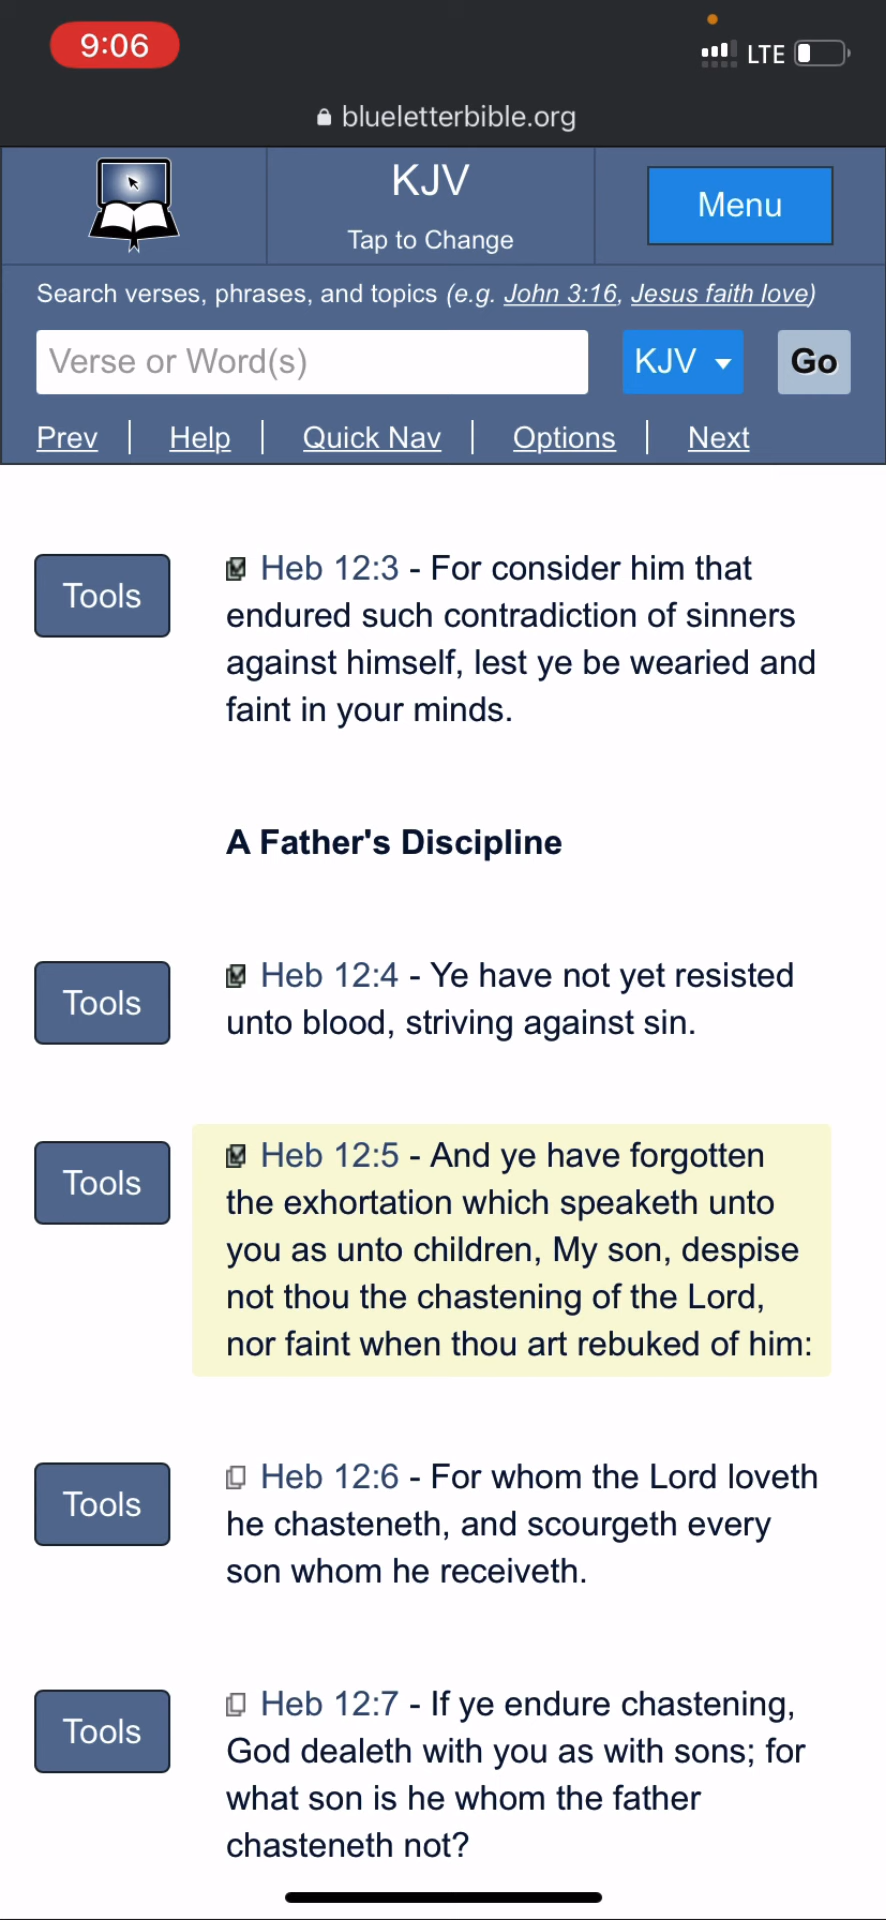 9:06
LTE
blueletterbible.org
KJV
Tap to Change
Menu
Search verses, phrases, and topics (e.g. John 3:16, Jesus faith love)
Verse or Word(s)
KJV
Go
Prev | Help | Quick Nav | Options | Next
Tools
Heb 12:3 - For consider him that
endured such contradiction of sinners
against himself, lest ye be wearied and
faint in your minds.
A Father's Discipline
Tools
Heb 12:4 - Ye have not yet resisted
unto blood, striving against sin.
Tools
Heb 12:5 - And ye have forgotten
the exhortation which speaketh unto
you as unto children, My son, despise
not thou the chastening of the Lord,
nor faint when thou art rebuked of him:
Tools
Heb 12:6 - For whom the Lord loveth
he chasteneth, and scourgeth every
son whom he receiveth.
Tools
Heb 12:7 - If ye endure chastening,
God dealeth with you as with sons; for
what son is he whom the father
chasteneth not?